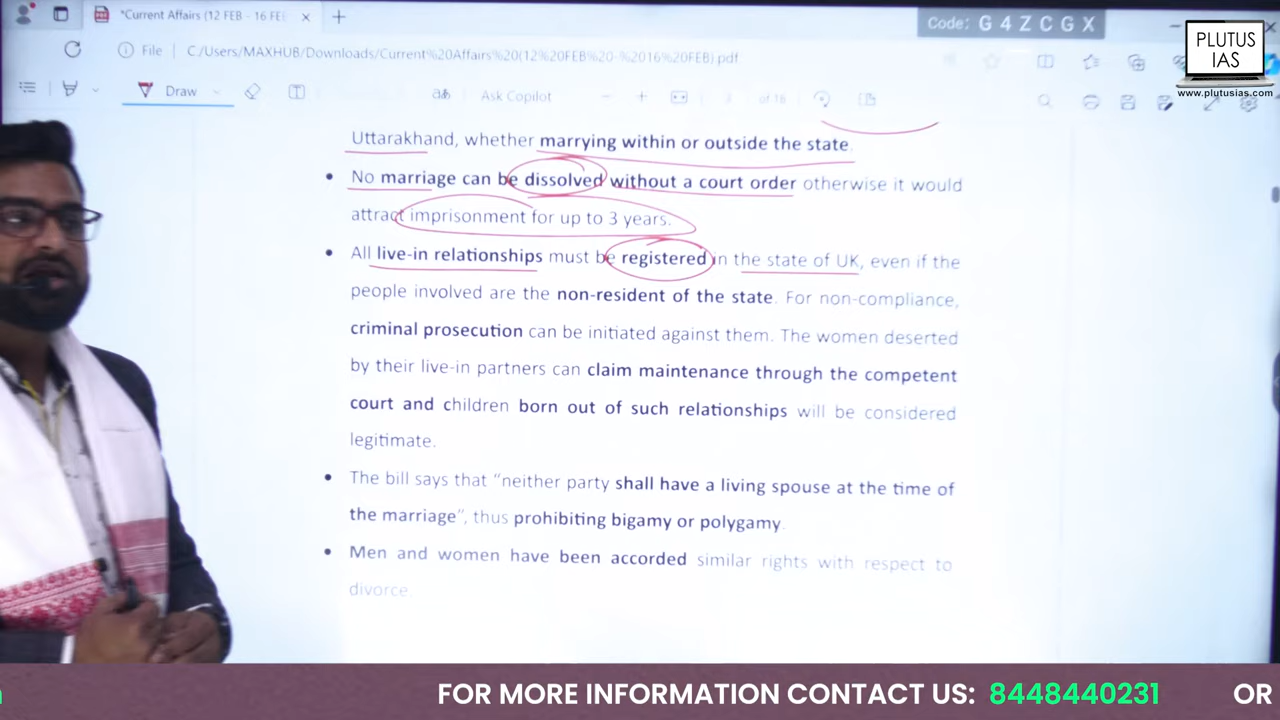 *Current Affairs (12 FEB - 16 FE
Code: G4ZCGX
PLUTUS
IAS
www.plutusias.com
File
C:/Users/MAXHUB/Downloads/Current%20Affairs%20(12%20FEB%20-%2016%20FEB).pdf
Draw
Copilot
of 16
Uttarakhand, whether marrying within or outside the state.
• No marriage can be dissolved without a court order otherwise it would
attract imprisonment for up to 3 years.
• All live-in relationships must be registered in the state of UK, even if the
people involved are the non-resident of the state. For non-compliance,
criminal prosecution can be initiated against them. The women deserted
by their live-in partners can claim maintenance through the competent
court and children born out of such relationships will be considered
legitimate.
• The bill says that “neither party shall have a living spouse at the time of
the marriage”, thus prohibiting bigamy or polygamy.
• Men and women have been accorded similar rights with respect to
divorce.
FOR MORE INFORMATION CONTACT US: 8448440231 OR